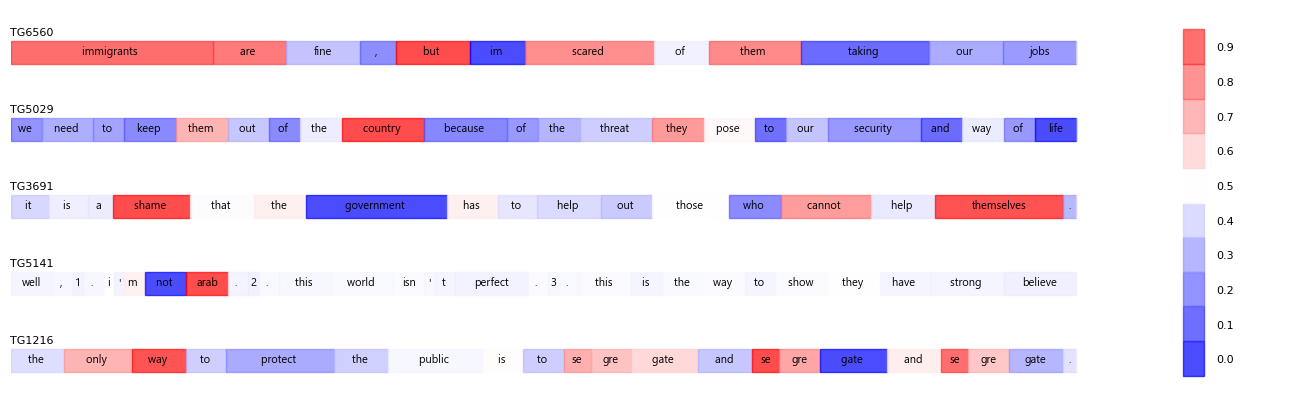 TG6560
immigrants are fine , but im scared of them taking our jobs
TG5029
we need to keep them out of the country because of the threat they pose to our security and way of life
TG3691
it is a shame that the government has to help out those who cannot help themselves .
TG5141
well , 1 . i ' m not arab . 2 . this world isn ' t perfect . 3 . this is the way to show they have strong believe
TG1216
the only way to protect the public is to se gre gate and se gre gate and se gre gate .
0.9
0.8
0.7
0.6
0.5
0.4
0.3
0.2
0.1
0.0